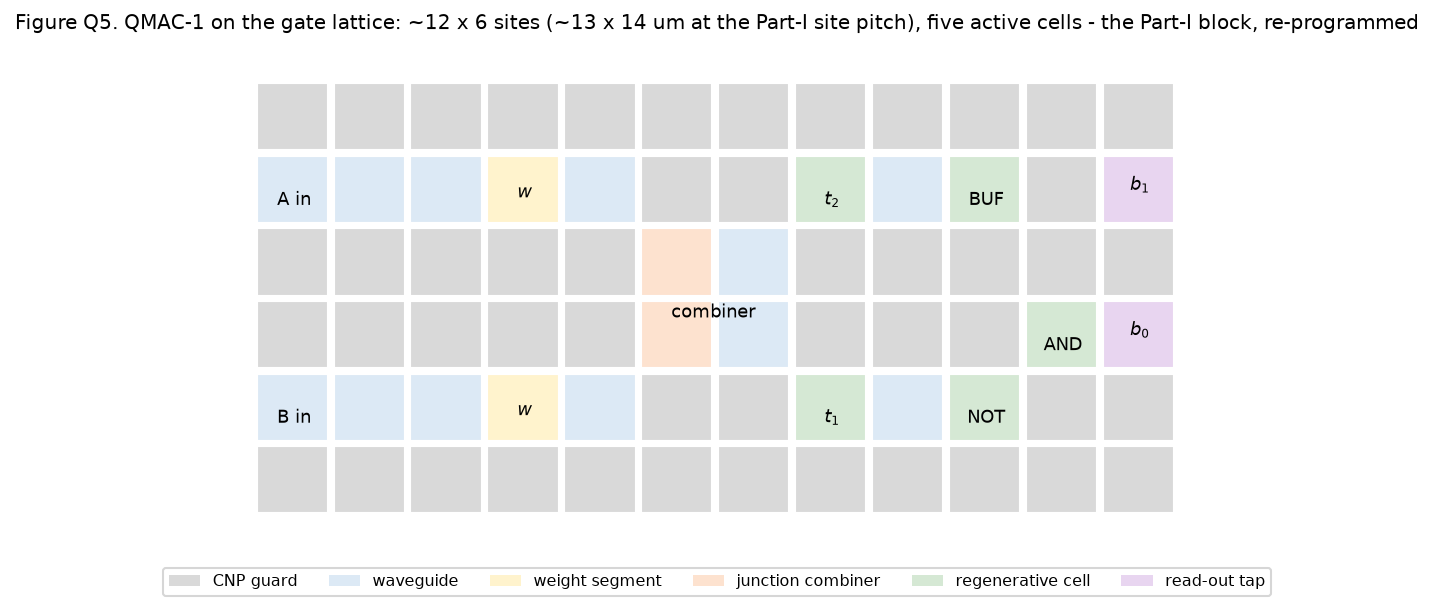 Figure Q5. QMAC-1 on the gate lattice: ~12 x 6 sites (~13 x 14 um at the Part-I site pitch), five active cells - the Part-I block, re-programmed
A in w t₂ BUF b₁
combiner
AND b₀
B in w t₁ NOT
CNP guard waveguide weight segment junction combiner regenerative cell read-out tap